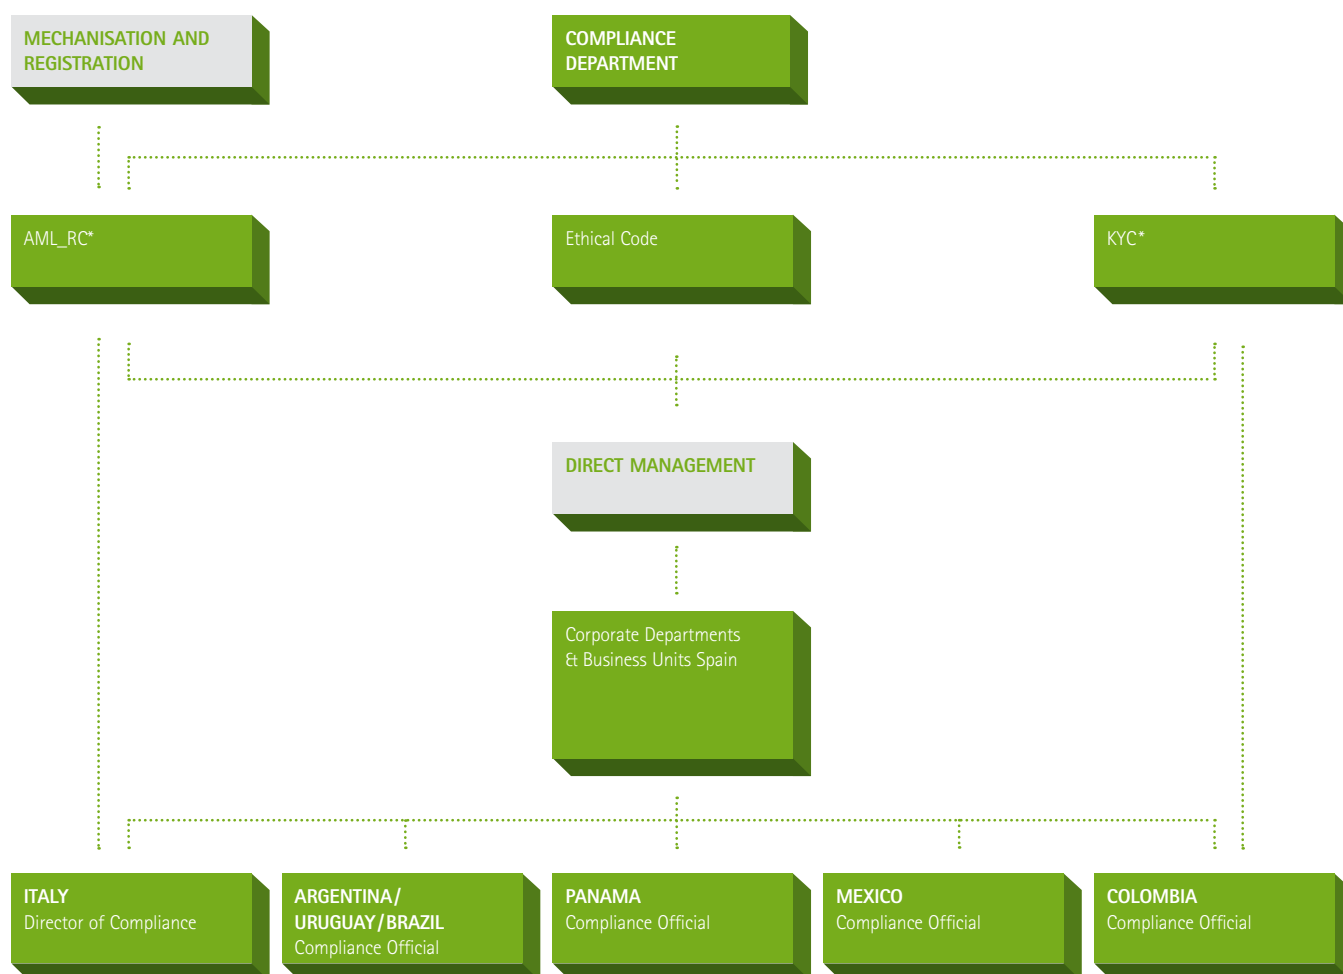 MECHANISATION AND
REGISTRATION
COMPLIANCE
DEPARTMENT
AML_RC*
Ethical Code
KYC*
DIRECT MANAGEMENT
Corporate Departments
& Business Units Spain
ITALY
Director of Compliance
ARGENTINA/
URUGUAY/BRAZIL
Compliance Official
PANAMA
Compliance Official
MEXICO
Compliance Official
COLOMBIA
Compliance Official